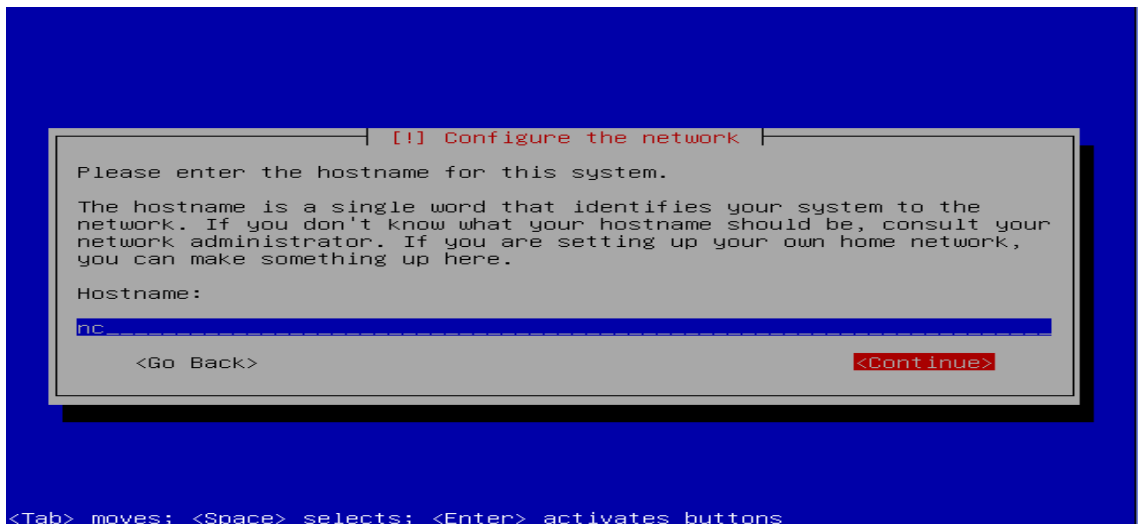 [!] Configure the network
Please enter the hostname for this system.
The hostname is a single word that identifies your system to the
network. If you don't know what your hostname should be, consult your
network administrator. If you are setting up your own home network,
you can make something up here.
Hostname:
nc
<Go Back> <Continue>
<Tab> moves; <Space> selects; <Enter> activates buttons